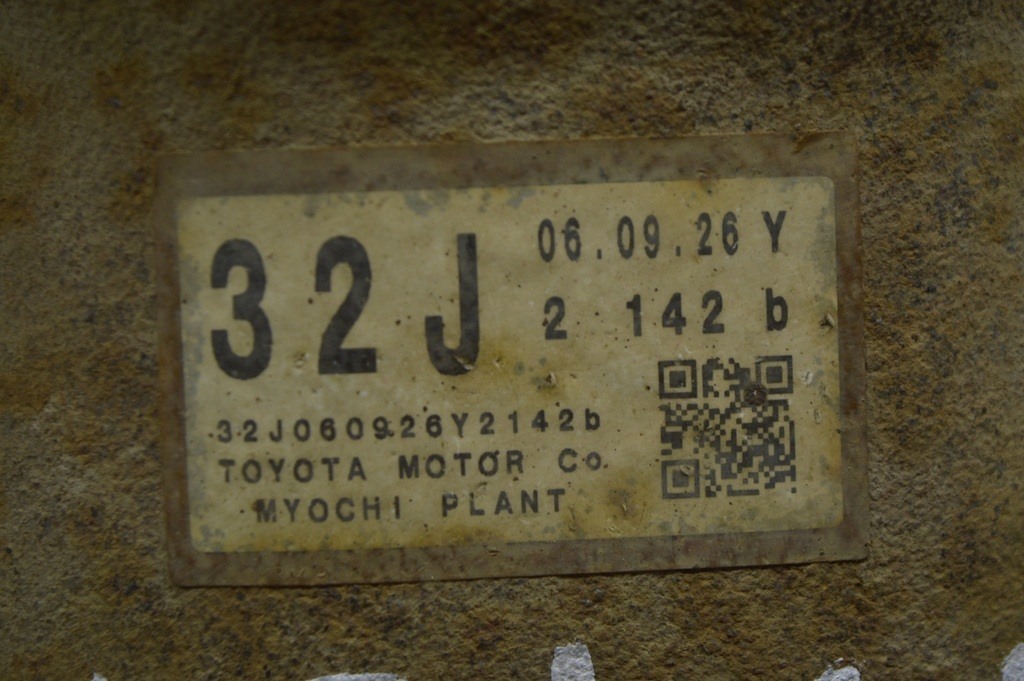 32J
06.09.26 Y
2 142 b
32J060926Y2142b
TOYOTA MOTOR Co.
MYOCHI PLANT